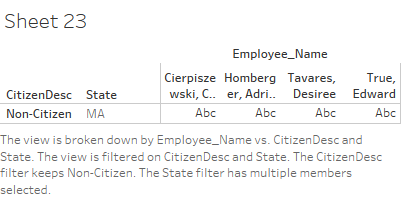 Sheet 23
Employee_Name
Cierpisze Homberg Tavares, True,
CitizenDesc State wski, C.. er, Adri.. Desiree Edward
Non-Citizen MA Abc Abc Abc Abc
The view is broken down by Employee_Name vs. CitizenDesc and
State. The view is filtered on CitizenDesc and State. The CitizenDesc
filter keeps Non-Citizen. The State filter has multiple members
selected.